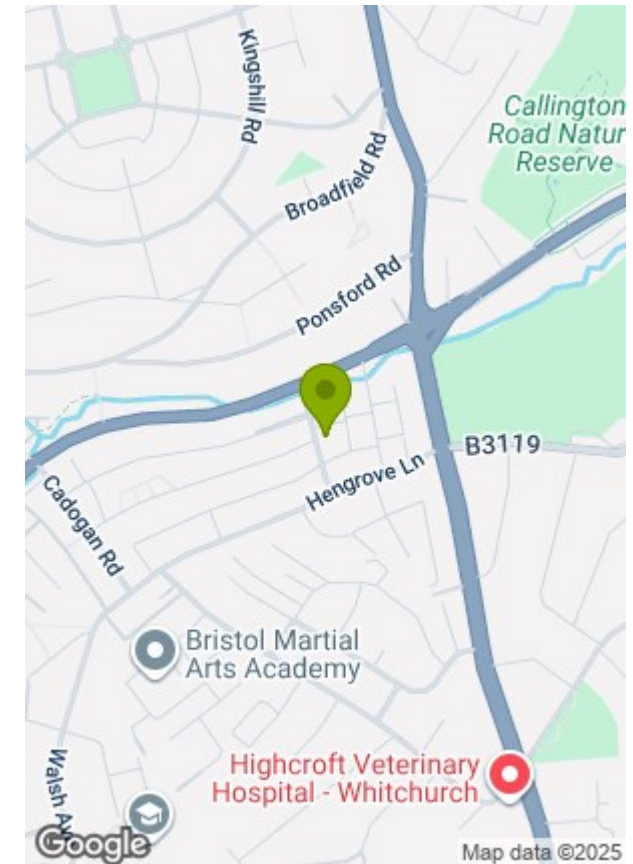 Kingshill Rd
Callington
Road Natur
Reserve
Broadfield Rd
Ponsford Rd
B3119
Hengrove Ln
Cadogan Rd
Bristol Martial
Arts Academy
Highcroft Veterinary
Hospital - Whitchurch
Walsh Av
Google
Map data ©2025